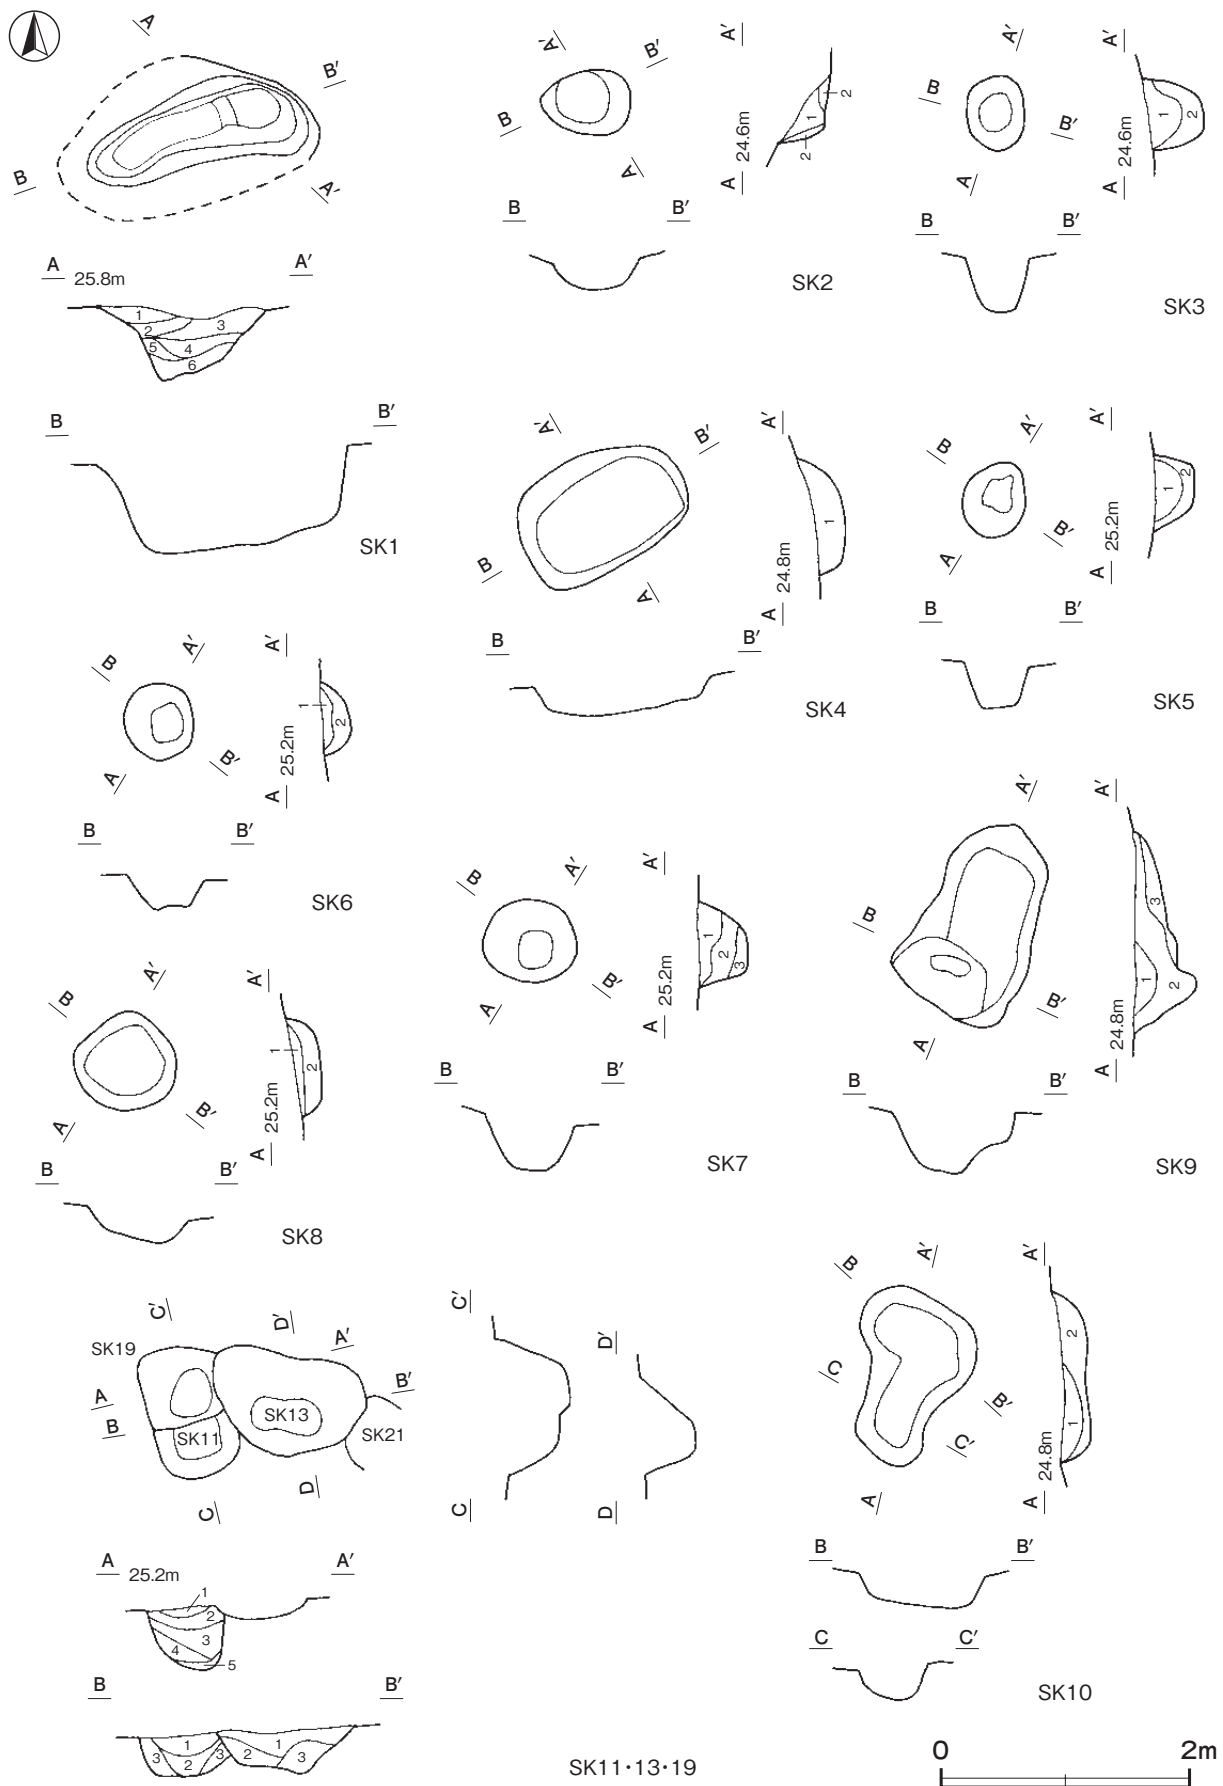 A
B'
B
A'
A 25.8m A'
1
2
3
5
4
6
B B'
SK1
A' B'
B
A
A'
24.6m
A
1
2
2
B B'
SK2
A'
B
B'
A
A'
24.6m
A
1
2
B B'
SK3
A' B'
B
A
A'
24.8m
A
1
B B'
SK4
B A'
A B'
A'
25.2m
A
1
2
B B'
SK5
B A'
A B'
A'
25.2m
A
1
2
B B'
SK6
B A'
A B'
A'
25.2m
A
1
2
3
B B'
SK7
B A'
A B'
A'
25.2m
A
1
2
B B'
SK8
A'
B
B'
A
A'
24.8m
A
1
2
3
B B'
SK9
B A'
C
B'
C'
A
A'
24.8m
A
2
1
B B'
C C'
SK10
C' D'
SK19 A'
A B'
B SK13
SK11 SK21
C D
C'
C
D'
D
A 25.2m A'
1
2
3
4
5
B B'
1 1
3 2 3 2 3
SK11・13・19
0 2m